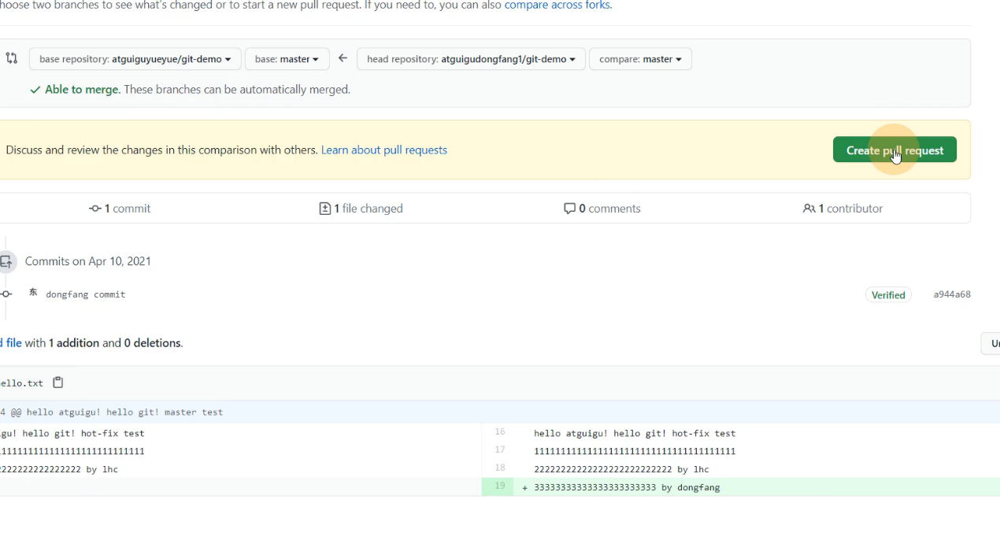 hoose two branches to see what's changed or to start a new pull request. If you need to, you can also compare across forks.
base repository: atguiguyueyue/git-demo base: master head repository: atguigudongfang1/git-demo compare: master
Able to merge. These branches can be automatically merged.
Discuss and review the changes in this comparison with others. Learn about pull requests
Create pull request
1 commit 1 file changed 0 comments 1 contributor
Commits on Apr 10, 2021
东 dongfang commit Verified a944a68
file with 1 addition and 0 deletions.
Un
ello.txt
4 @@ hello atguigu! hello git! master test
gu! hello git! hot-fix test 16 hello atguigu! hello git! hot-fix test
111111111111111111111111111 17 11111111111111111111111111111111111111
222222222222222 by lhc 18 22222222222222222222222222 by lhc
19 + 33333333333333333333333 by dongfang